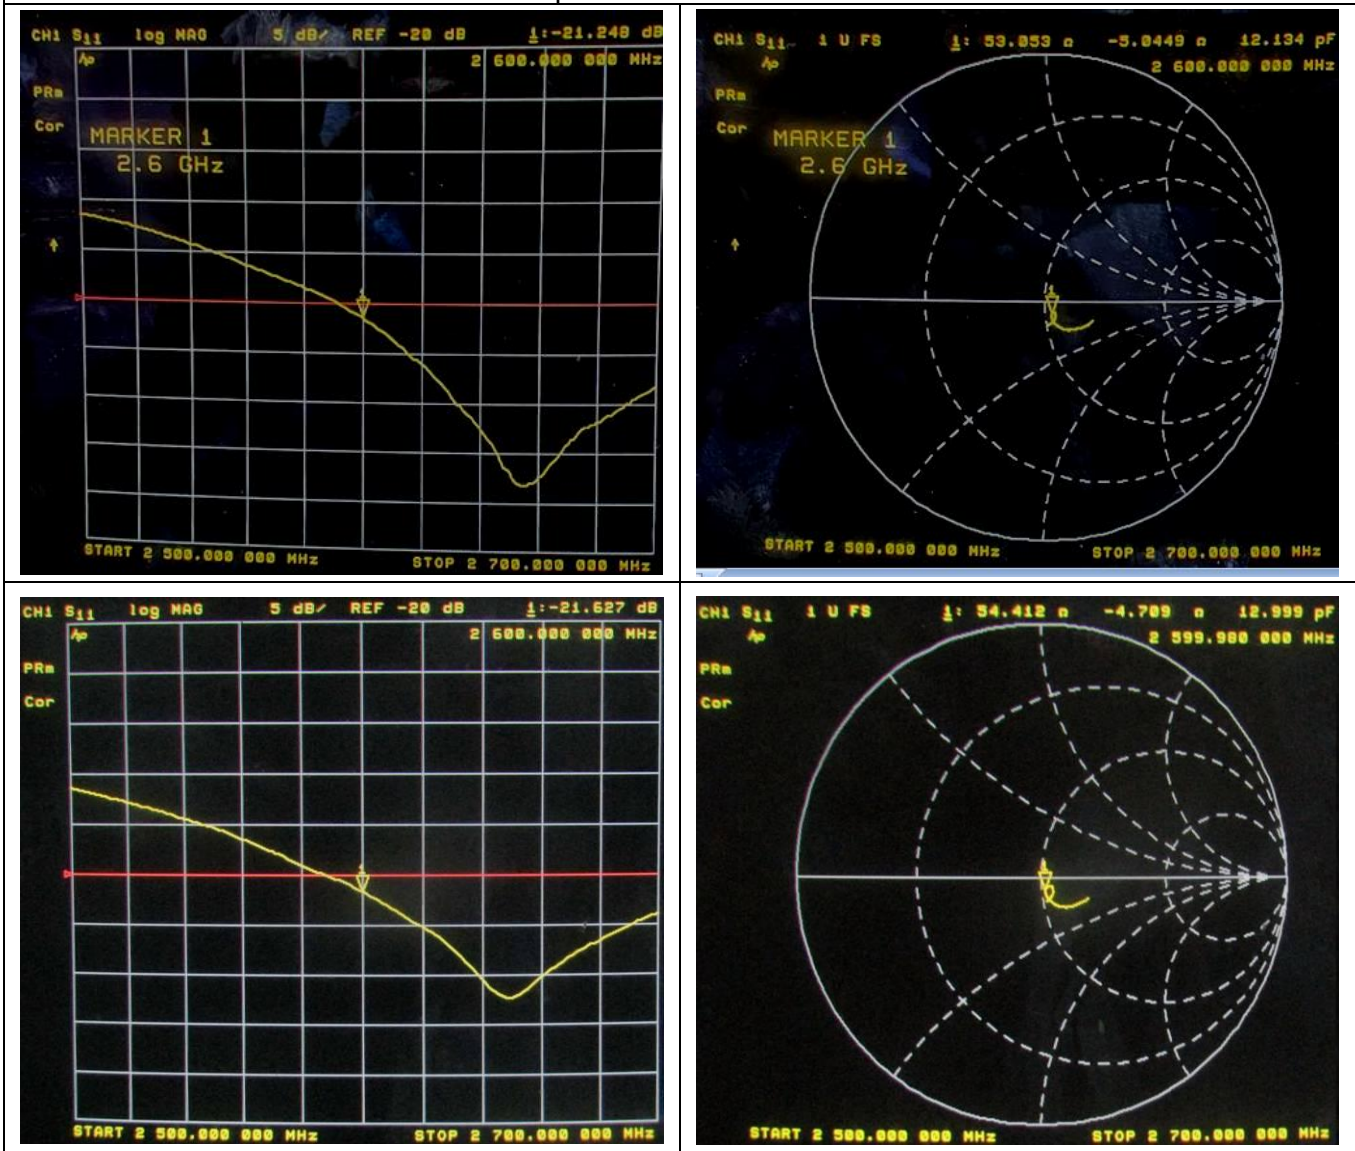 CH1 S11 log MAG 5 dB/ REF -20 dB 1:-21.248 dB
2 600.000 000 MHz
PRm
Cor
MARKER 1
2.6 GHz
START 2 500.000 000 MHz STOP 2 700.000 000 MHz
CH1 S11 1 U FS 1: 53.053 Ω -5.0449 Ω 12.134 pF
2 600.000 000 MHz
PRm
Cor
MARKER 1
2.6 GHz
START 2 500.000 000 MHz STOP 2 700.000 000 MHz
CH1 S11 log MAG 5 dB/ REF -20 dB 1:-21.627 dB
2 600.000 000 MHz
PRm
Cor
1
START 2 500.000 000 MHz STOP 2 700.000 000 MHz
CH1 S11 1 U FS 1: 54.412 Ω -4.709 Ω 12.999 pF
2 599.980 000 MHz
PRm
Cor
START 2 500.000 000 MHz STOP 2 700.000 000 MHz